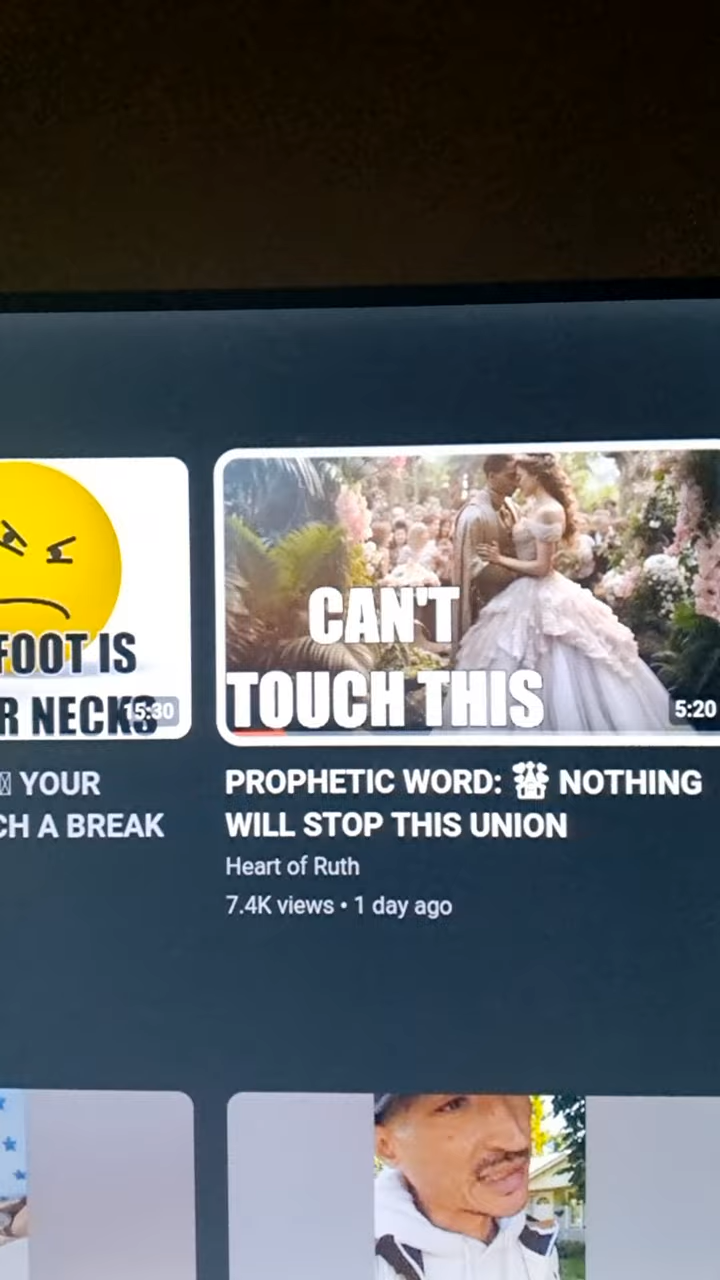 FOOT IS
R NECKS
15:30
YOUR
CH A BREAK
CAN'T
TOUCH THIS
5:20
PROPHETIC WORD: 🏰 NOTHING
WILL STOP THIS UNION
Heart of Ruth
7.4K views • 1 day ago